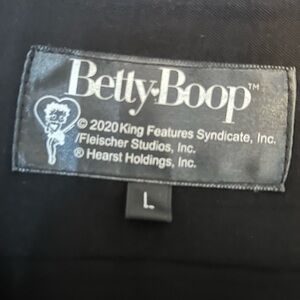 Betty Boop™
© 2020 King Features Syndicate, Inc.
/Fleischer Studios, Inc.
® Hearst Holdings, Inc.
L